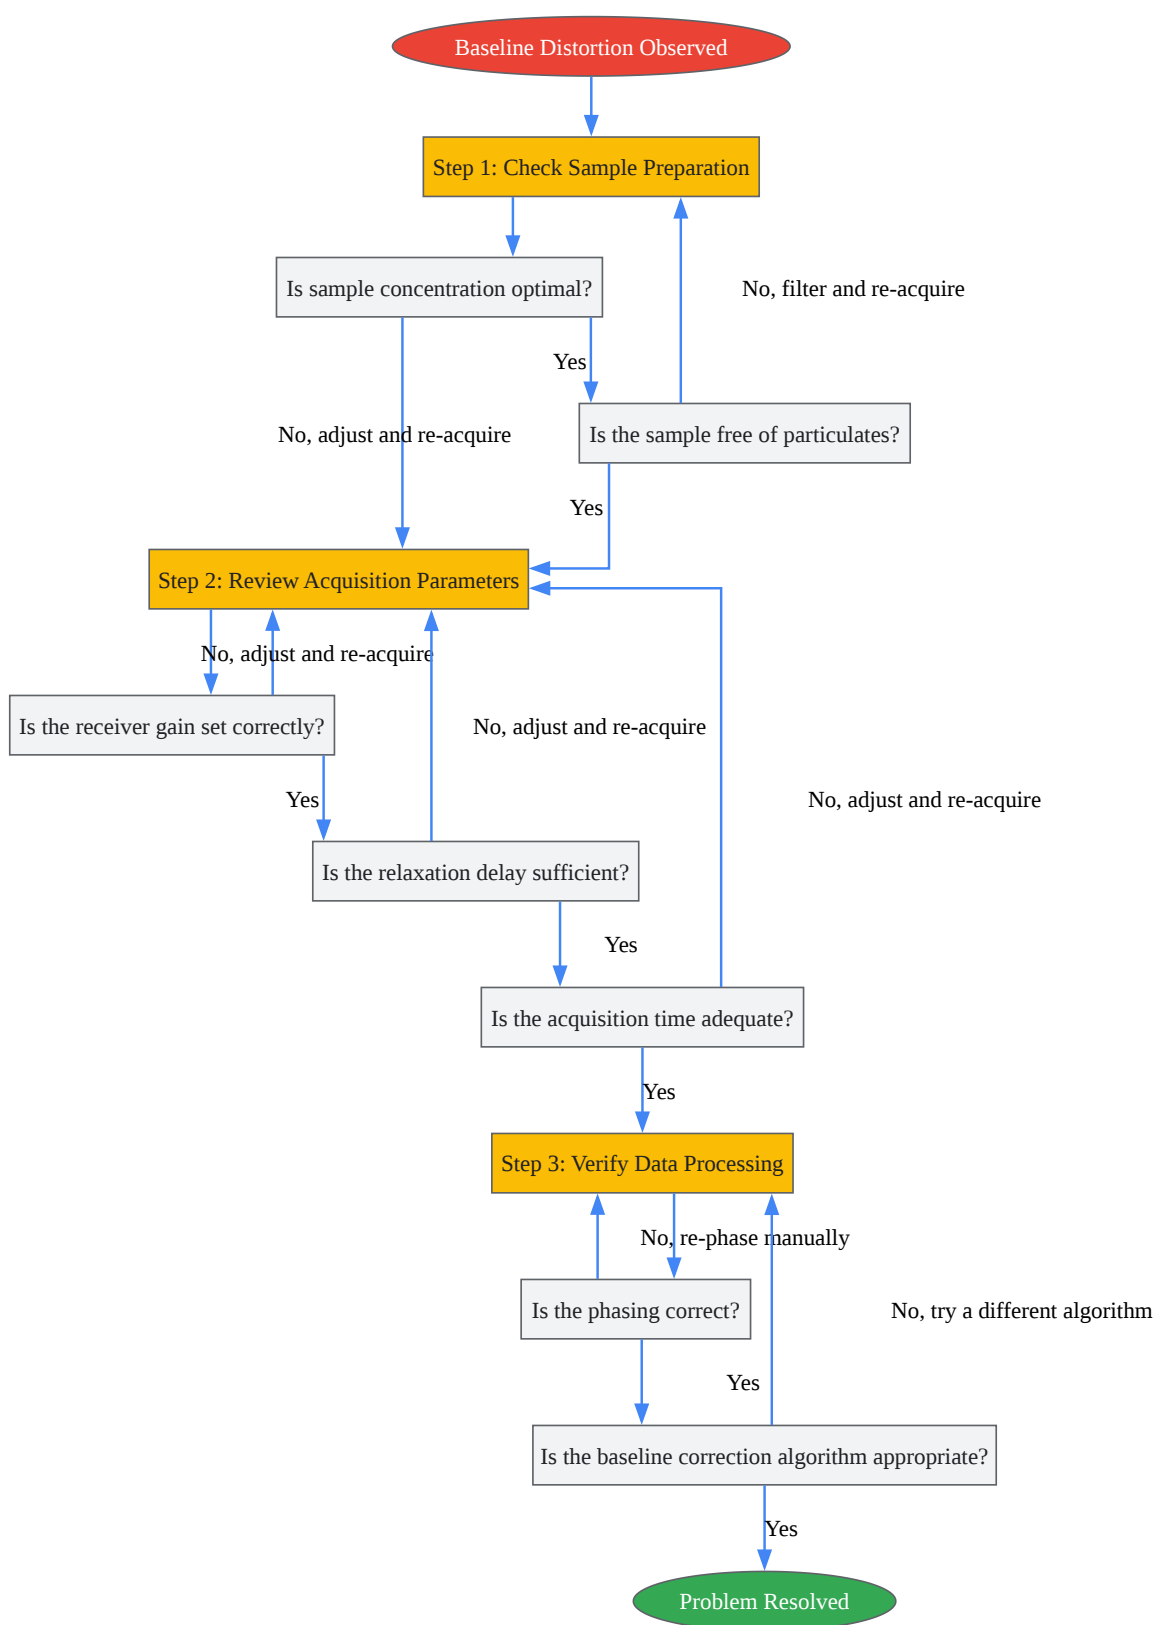 Baseline Distortion Observed
Step 1: Check Sample Preparation
Is sample concentration optimal?
No, filter and re-acquire
Yes
No, adjust and re-acquire
Is the sample free of particulates?
Yes
Step 2: Review Acquisition Parameters
No, adjust and re-acquire
Is the receiver gain set correctly?
No, adjust and re-acquire
Yes
No, adjust and re-acquire
Is the relaxation delay sufficient?
Yes
Is the acquisition time adequate?
Yes
Step 3: Verify Data Processing
No, re-phase manually
Is the phasing correct?
No, try a different algorithm
Yes
Is the baseline correction algorithm appropriate?
Yes
Problem Resolved